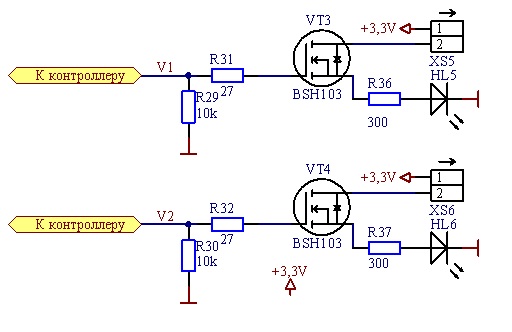 VT3
+3,3V
1
2
XS5
HL5
К контроллеру
V1
R31
27
R29
10k
BSH103
R36
300
VT4
+3,3V
1
2
XS6
HL6
К контроллеру
V2
R32
27
R30
10k
BSH103
R37
300
+3,3V